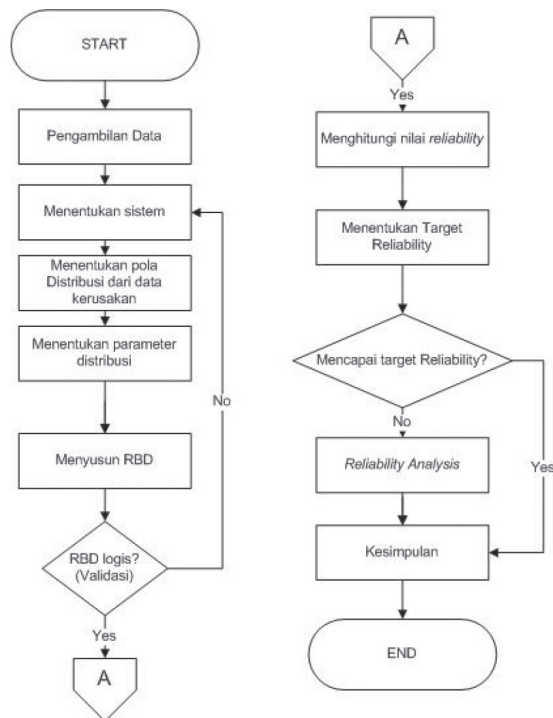 START
Pengambilan Data
Menentukan sistem
Menentukan pola
Distribusi dari data
kerusakan
Menentukan parameter
distribusi
No
Menyusun RBD
RBD logis?
(Validasi)
Yes
A
A
Yes
Menghitungi nilai reliability
Menentukan Target
Reliability
Mencapai target Reliability?
No
Yes
Reliability Analysis
Kesimpulan
END